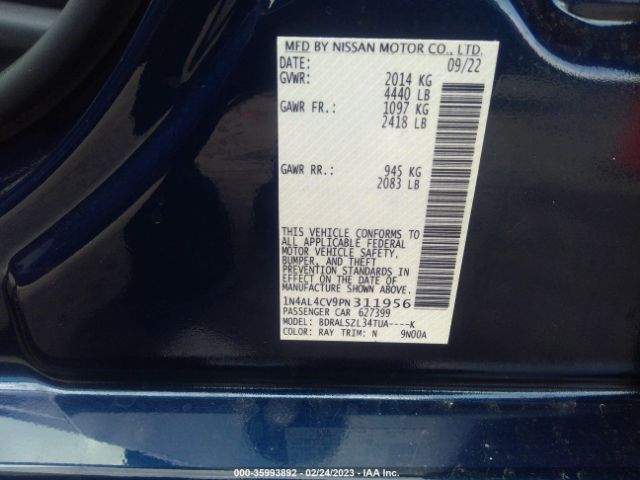 MFD BY NISSAN MOTOR CO., LTD.
DATE: 09/22
GVWR: 2014 KG
4440 LB
GAWR FR.: 1097 KG
2418 LB
GAWR RR.: 945 KG
2083 LB
THIS VEHICLE CONFORMS TO
ALL APPLICABLE FEDERAL
MOTOR VEHICLE SAFETY,
BUMPER, AND THEFT
PREVENTION STANDARDS
IN EFFECT ON THE DATE OF
MANUFACTURE SHOWN ABOVE.
1N4AL4CV9PN311956
PASSENGER CAR 627399
MODEL: BDRALSZL34TUA----K
COLOR: RAY TRIM: N 9N00A
000-35993892 - 02/24/2023 - IAA Inc.